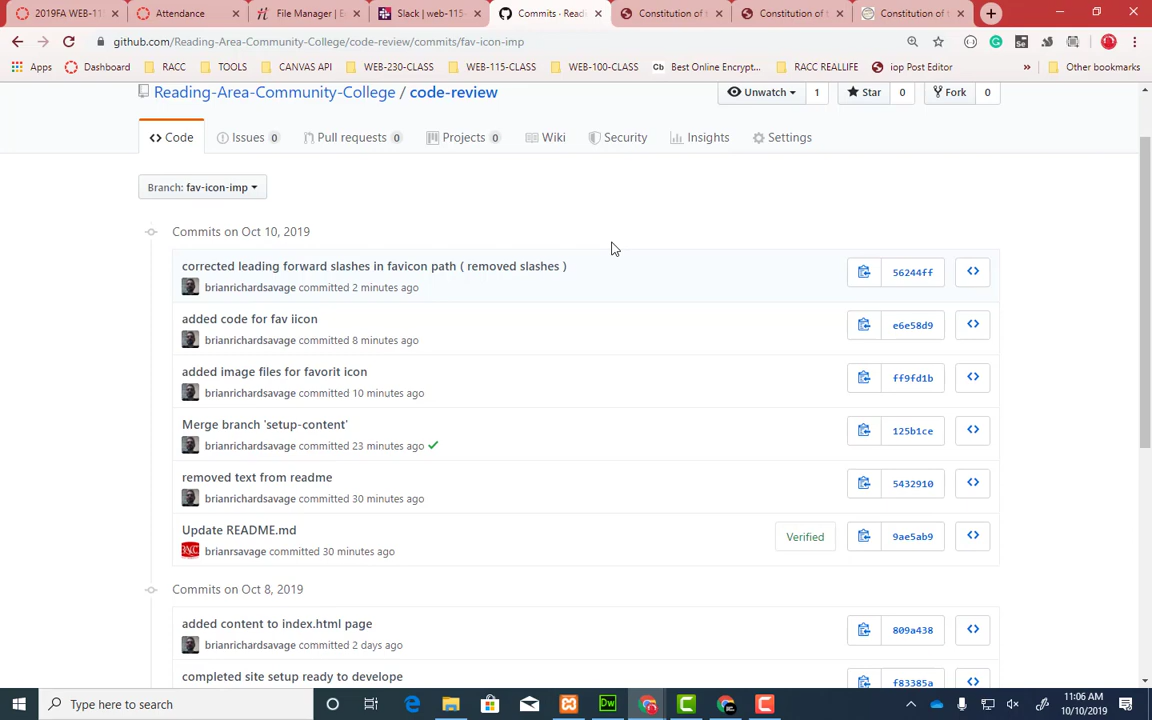 2019FA WEB-11
Attendance
File Manager | E
Slack | web-115-
Commits · Read
Constitution of t
Constitution of t
Constitution of t
github.com/Reading-Area-Community-College/code-review/commits/fav-icon-imp
Apps
Dashboard
RACC
TOOLS
CANVAS API
WEB-230-CLASS
WEB-115-CLASS
WEB-100-CLASS
Cb Best Online Encrypt...
RACC REALLIFE
iop Post Editor
»
Other bookmarks
Reading-Area-Community-College / code-review
Unwatch 1
Star 0
Fork 0
<> Code
Issues 0
Pull requests 0
Projects 0
Wiki
Security
Insights
Settings
Branch: fav-icon-imp
Commits on Oct 10, 2019
corrected leading forward slashes in favicon path ( removed slashes )
brianrichardsavage committed 2 minutes ago
56244ff
added code for fav iicon
brianrichardsavage committed 8 minutes ago
e6e58d9
added image files for favorit icon
brianrichardsavage committed 10 minutes ago
ff9fd1b
Merge branch 'setup-content'
brianrichardsavage committed 23 minutes ago
125b1ce
removed text from readme
brianrichardsavage committed 30 minutes ago
5432910
Update README.md
brianrsavage committed 30 minutes ago
Verified
9ae5ab9
Commits on Oct 8, 2019
added content to index.html page
brianrichardsavage committed 2 days ago
809a438
completed site setup ready to develope
f83385a
Type here to search
Dw
11:06 AM
10/10/2019